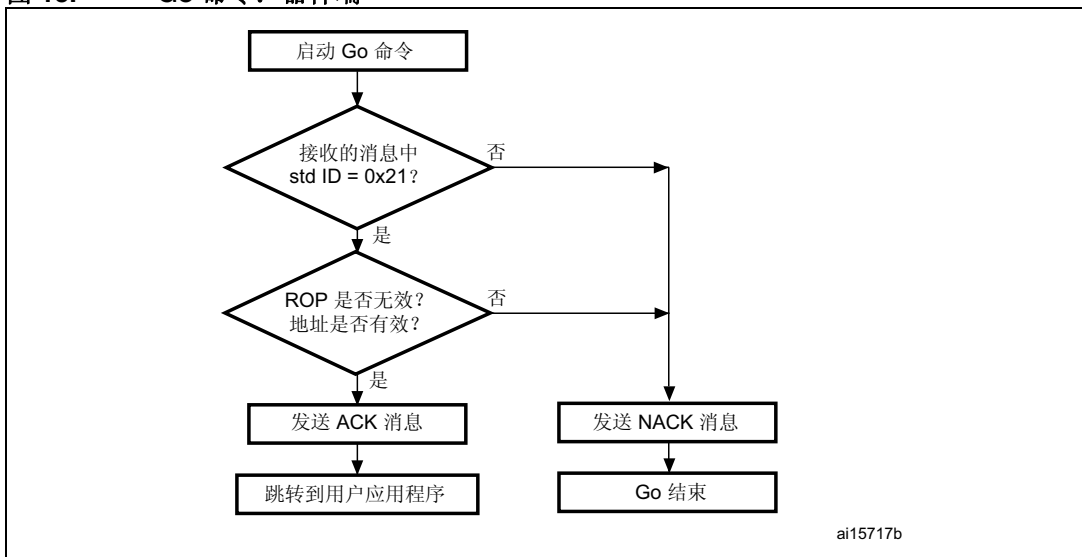 启动 Go 命令
接收的消息中
std ID = 0x21?
否
是
ROP 是否无效?
地址是否有效?
否
是
发送 ACK 消息
发送 NACK 消息
跳转到用户应用程序
Go 结束
ai15717b